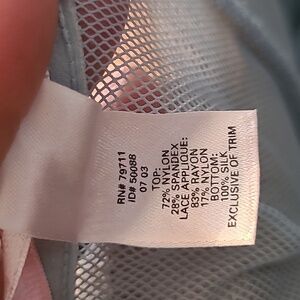 RN# 79711
ID# 50088
07 03
TOP:
72% NYLON
28% SPANDEX
LACE APPLIQUE:
83% RAYON
17% NYLON
BOTTOM:
100% SILK
EXCLUSIVE OF TRIM